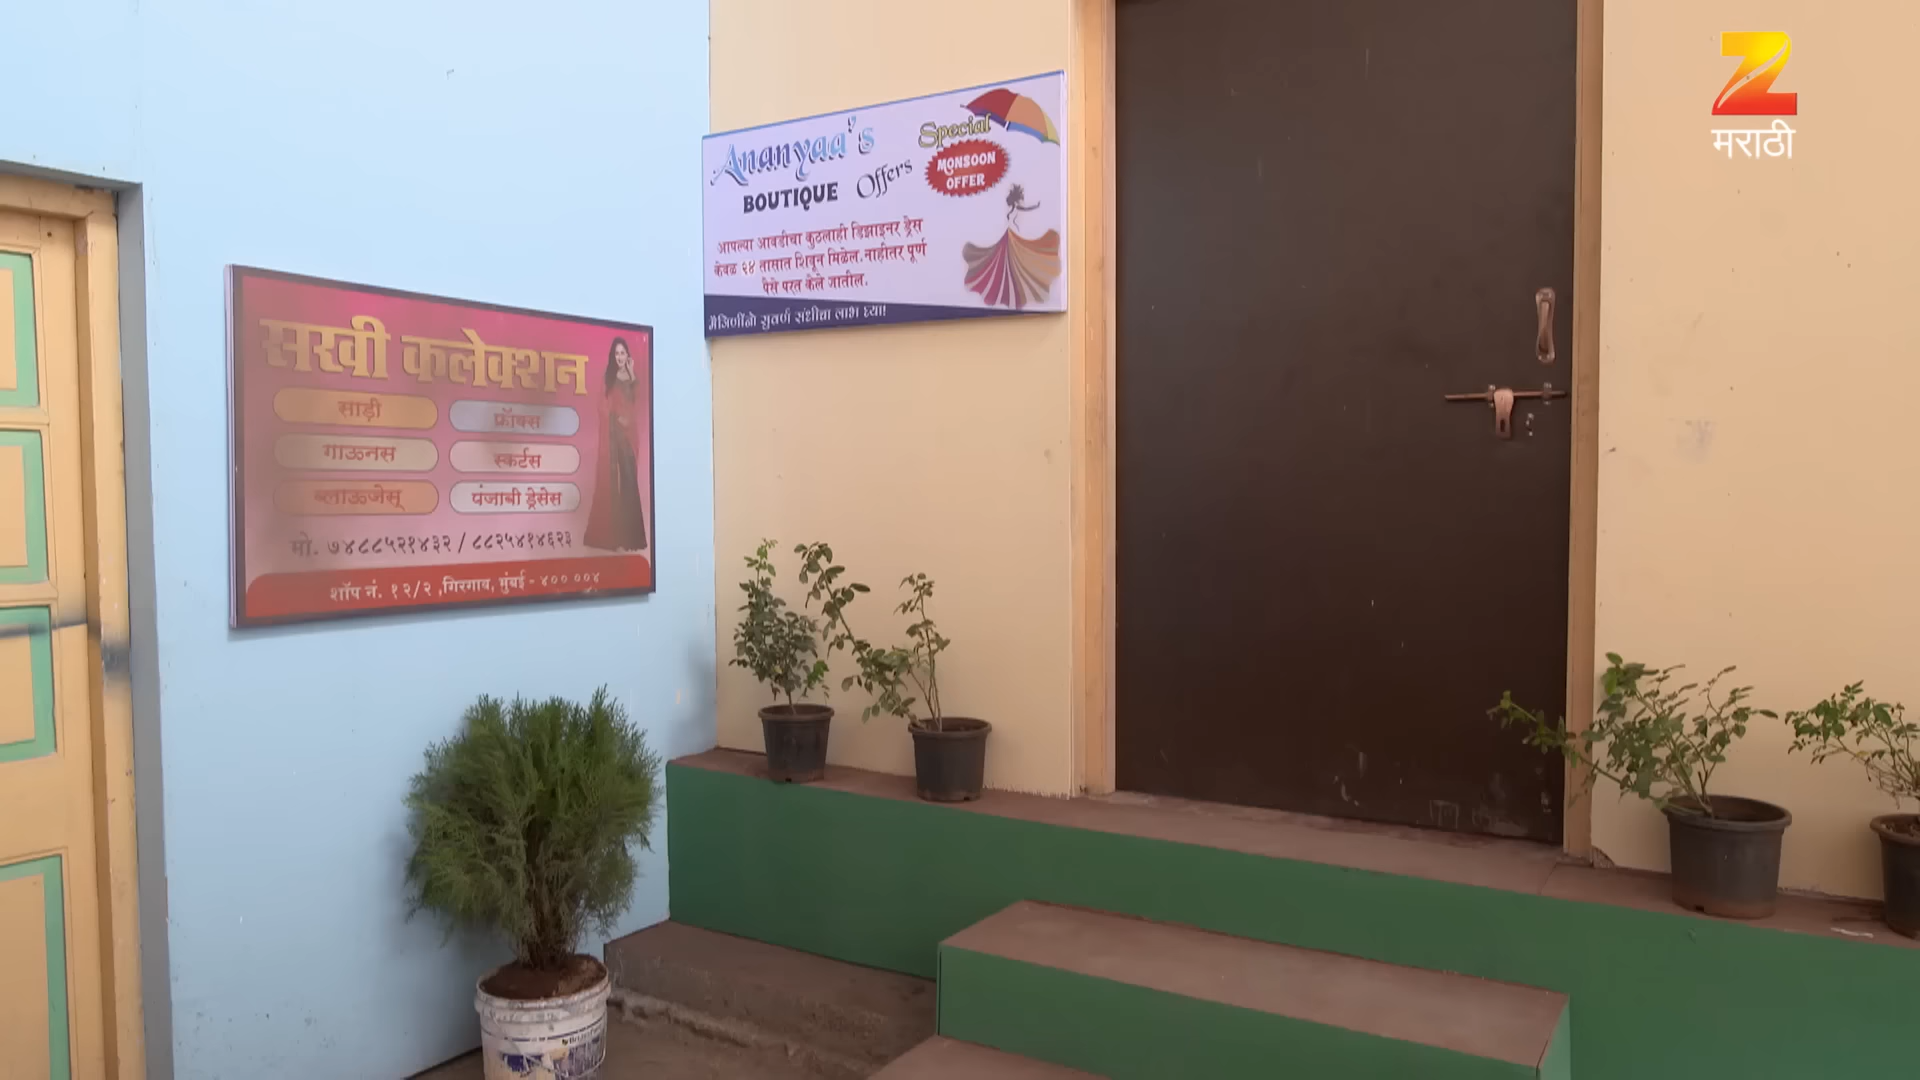 सखी कलेक्शन
साडी
फ्रॉक्स
गाऊनस
स्कर्टस
ब्लाऊजेस्
पंजाबी ड्रेसेस
मो. ७४८८५२१४३२ / ८८२५४१४६२३
शॉप नं. १२/२ ,गिरगाव, मुंबई - ४०० ००४
Ananyaa's
BOUTIQUE
Offers
Special
MONSOON
OFFER
आपल्या आवडीचा कुठलाही डिझाइनर ड्रेस
केवळ २४ तासात शिवून मिळेल. नाहीतर पूर्ण
पैसे परत केले जातील.
मैत्रिणींनो सुवर्ण संधीचा लाभ घ्या!
Z
मराठी